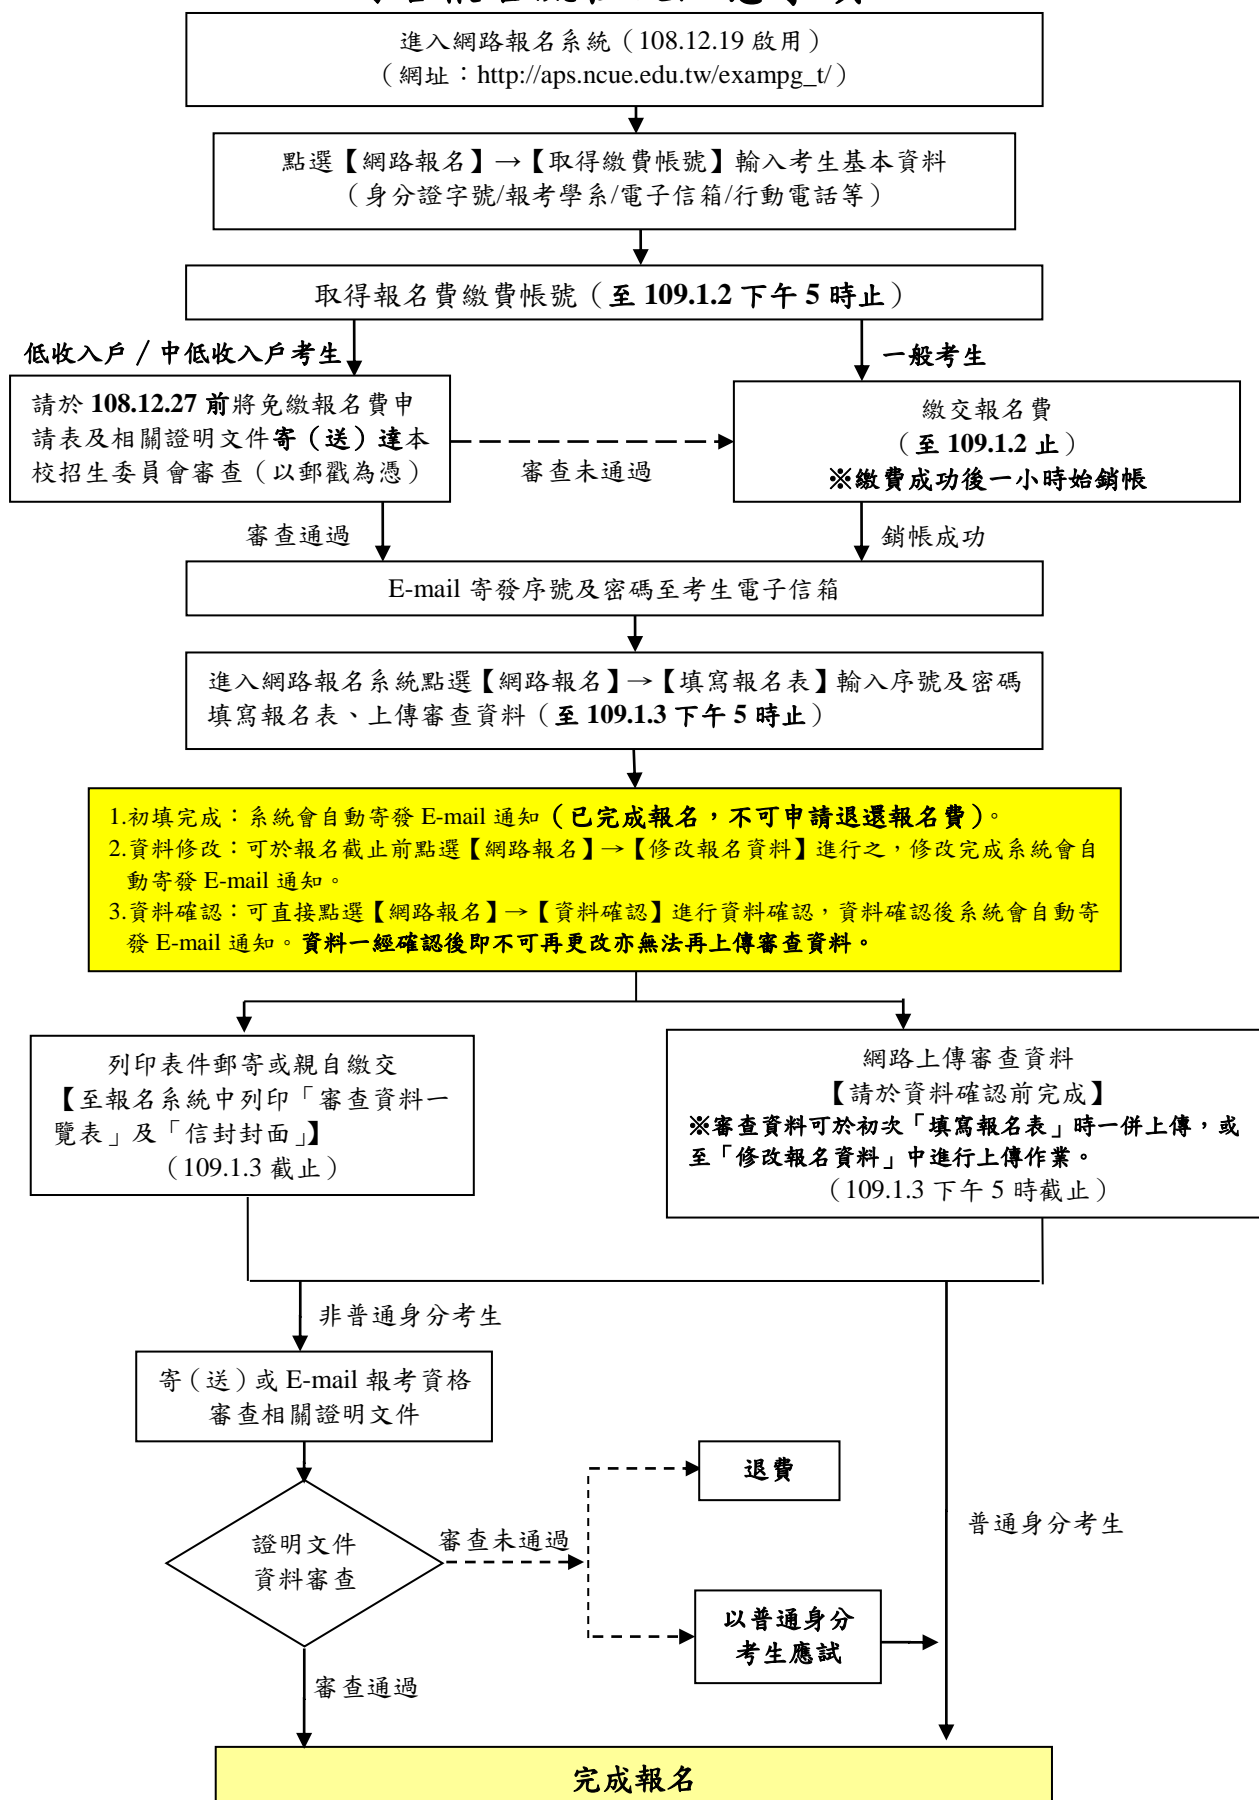 進入網路報名系統（108.12.19 啟用）
（網址：http://aps.ncue.edu.tw/exampg_t/）
點選【網路報名】→【取得繳費帳號】輸入考生基本資料
（身分證字號/報考學系/電子信箱/行動電話等）
取得報名費繳費帳號（至 109.1.2 下午 5 時止）
低收入戶／中低收入戶考生
一般考生
請於 108.12.27 前將免繳報名費申
請表及相關證明文件寄（送）達本
校招生委員會審查（以郵戳為憑）
審查未通過
繳交報名費
（至 109.1.2 止）
※繳費成功後一小時始銷帳
審查通過
銷帳成功
E-mail 寄發序號及密碼至考生電子信箱
進入網路報名系統點選【網路報名】→【填寫報名表】輸入序號及密碼
填寫報名表、上傳審查資料（至 109.1.3 下午 5 時止）
1.初填完成：系統會自動寄發 E-mail 通知（已完成報名，不可申請退還報名費）。
2.資料修改：可於報名截止前點選【網路報名】→【修改報名資料】進行之，修改完成系統會自
動寄發 E-mail 通知。
3.資料確認：可直接點選【網路報名】→【資料確認】進行資料確認，資料確認後系統會自動寄
發 E-mail 通知。資料一經確認後即不可再更改亦無法再上傳審查資料。
列印表件郵寄或親自繳交
【至報名系統中列印「審查資料一
覽表」及「信封封面」】
（109.1.3 截止）
網路上傳審查資料
【請於資料確認前完成】
※審查資料可於初次「填寫報名表」時一併上傳，或
至「修改報名資料」中進行上傳作業。
（109.1.3 下午 5 時截止）
非普通身分考生
寄（送）或 E-mail 報考資格
審查相關證明文件
退費
普通身分考生
證明文件
資料審查
審查未通過
以普通身分
考生應試
審查通過
完成報名